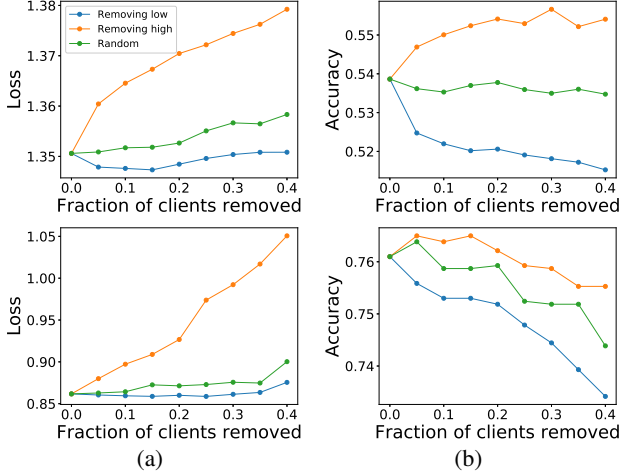 1.38
1.37
1.36
1.35
Loss
Removing low
Removing high
Random
0.0 0.1 0.2 0.3 0.4
Fraction of clients removed
0.55
0.54
0.53
0.52
Accuracy
0.0 0.1 0.2 0.3 0.4
Fraction of clients removed
1.05
1.00
0.95
0.90
0.85
Loss
0.0 0.1 0.2 0.3 0.4
Fraction of clients removed
(a)
0.76
0.75
0.74
Accuracy
0.0 0.1 0.2 0.3 0.4
Fraction of clients removed
(b)